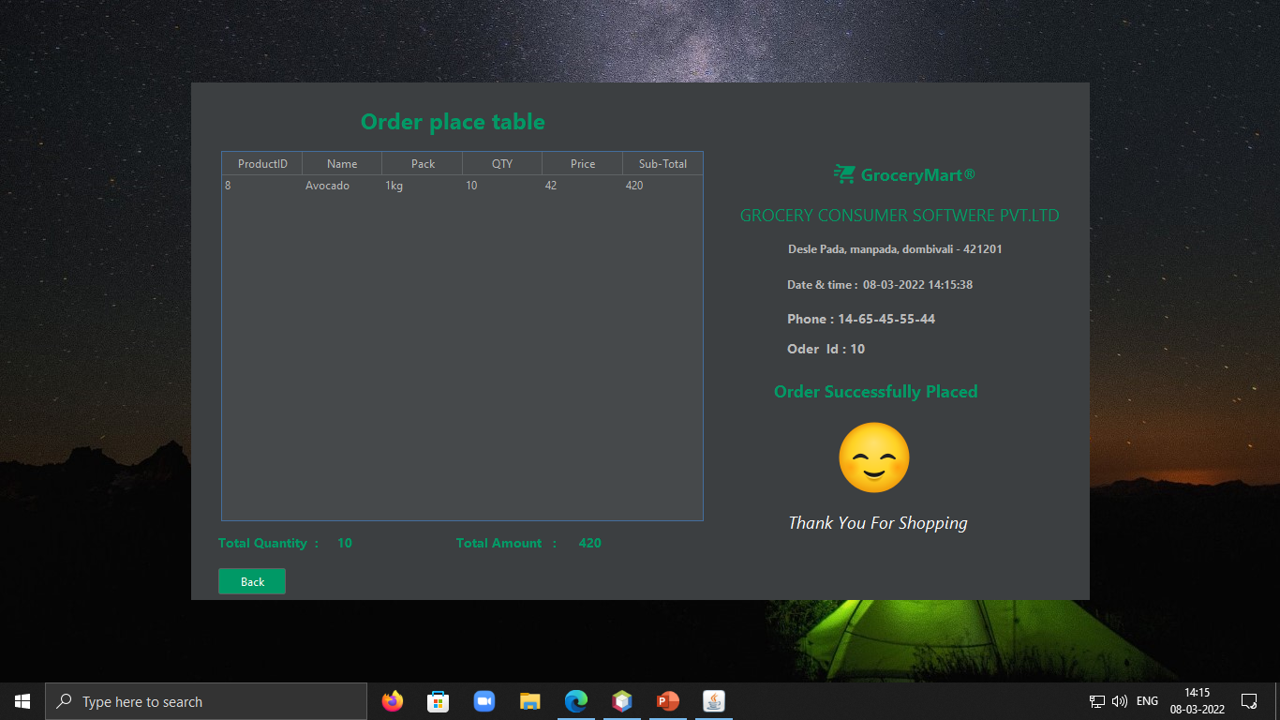 Order place table
ProductID Name Pack QTY Price Sub-Total
8 Avocado 1kg 10 42 420
Total Quantity : 10 Total Amount : 420
Back
GroceryMart®
GROCERY CONSUMER SOFTWERE PVT.LTD
Desle Pada, manpada, dombivali - 421201
Date & time : 08-03-2022 14:15:38
Phone : 14-65-45-55-44
Oder Id : 10
Order Successfully Placed
Thank You For Shopping
Type here to search
P
ENG
14:15
08-03-2022